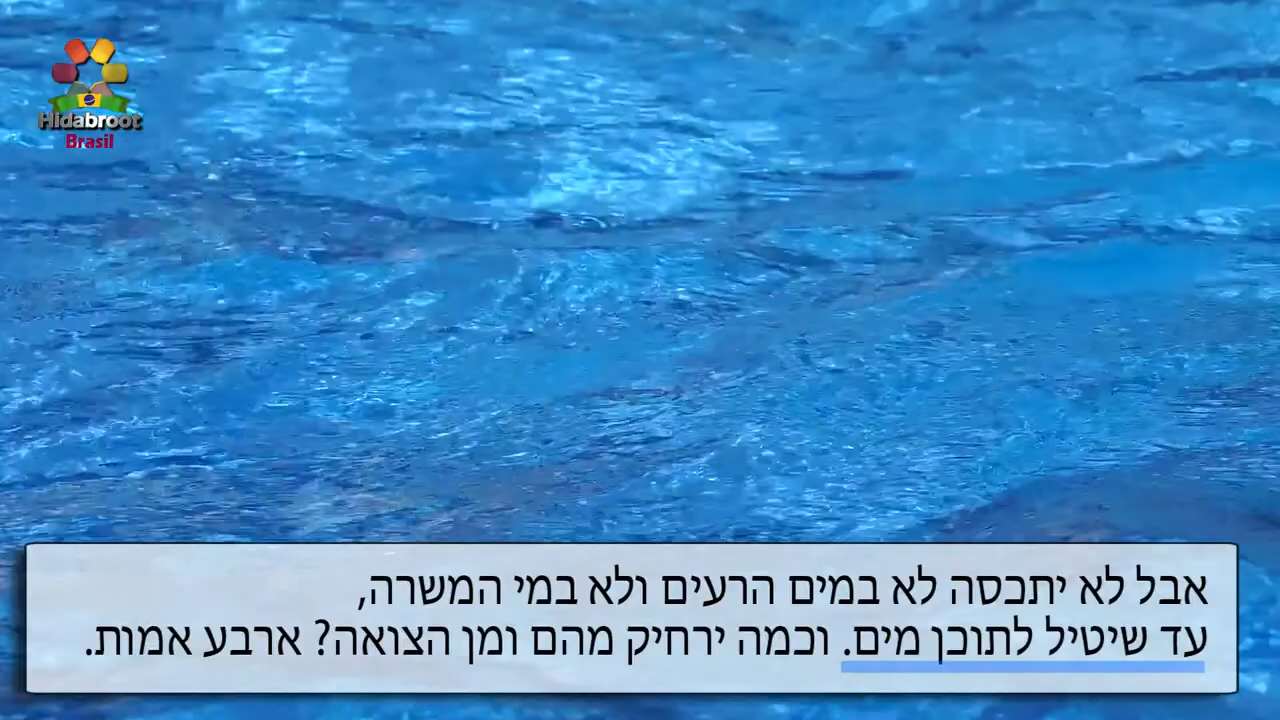 Hidabroot
Brasil
אבל לא יתכסה לא במים הרעים ולא במי המשרה,
עד שיטיל לתוכן מים. וכמה ירחיק מהם ומן הצואה? ארבע אמות.